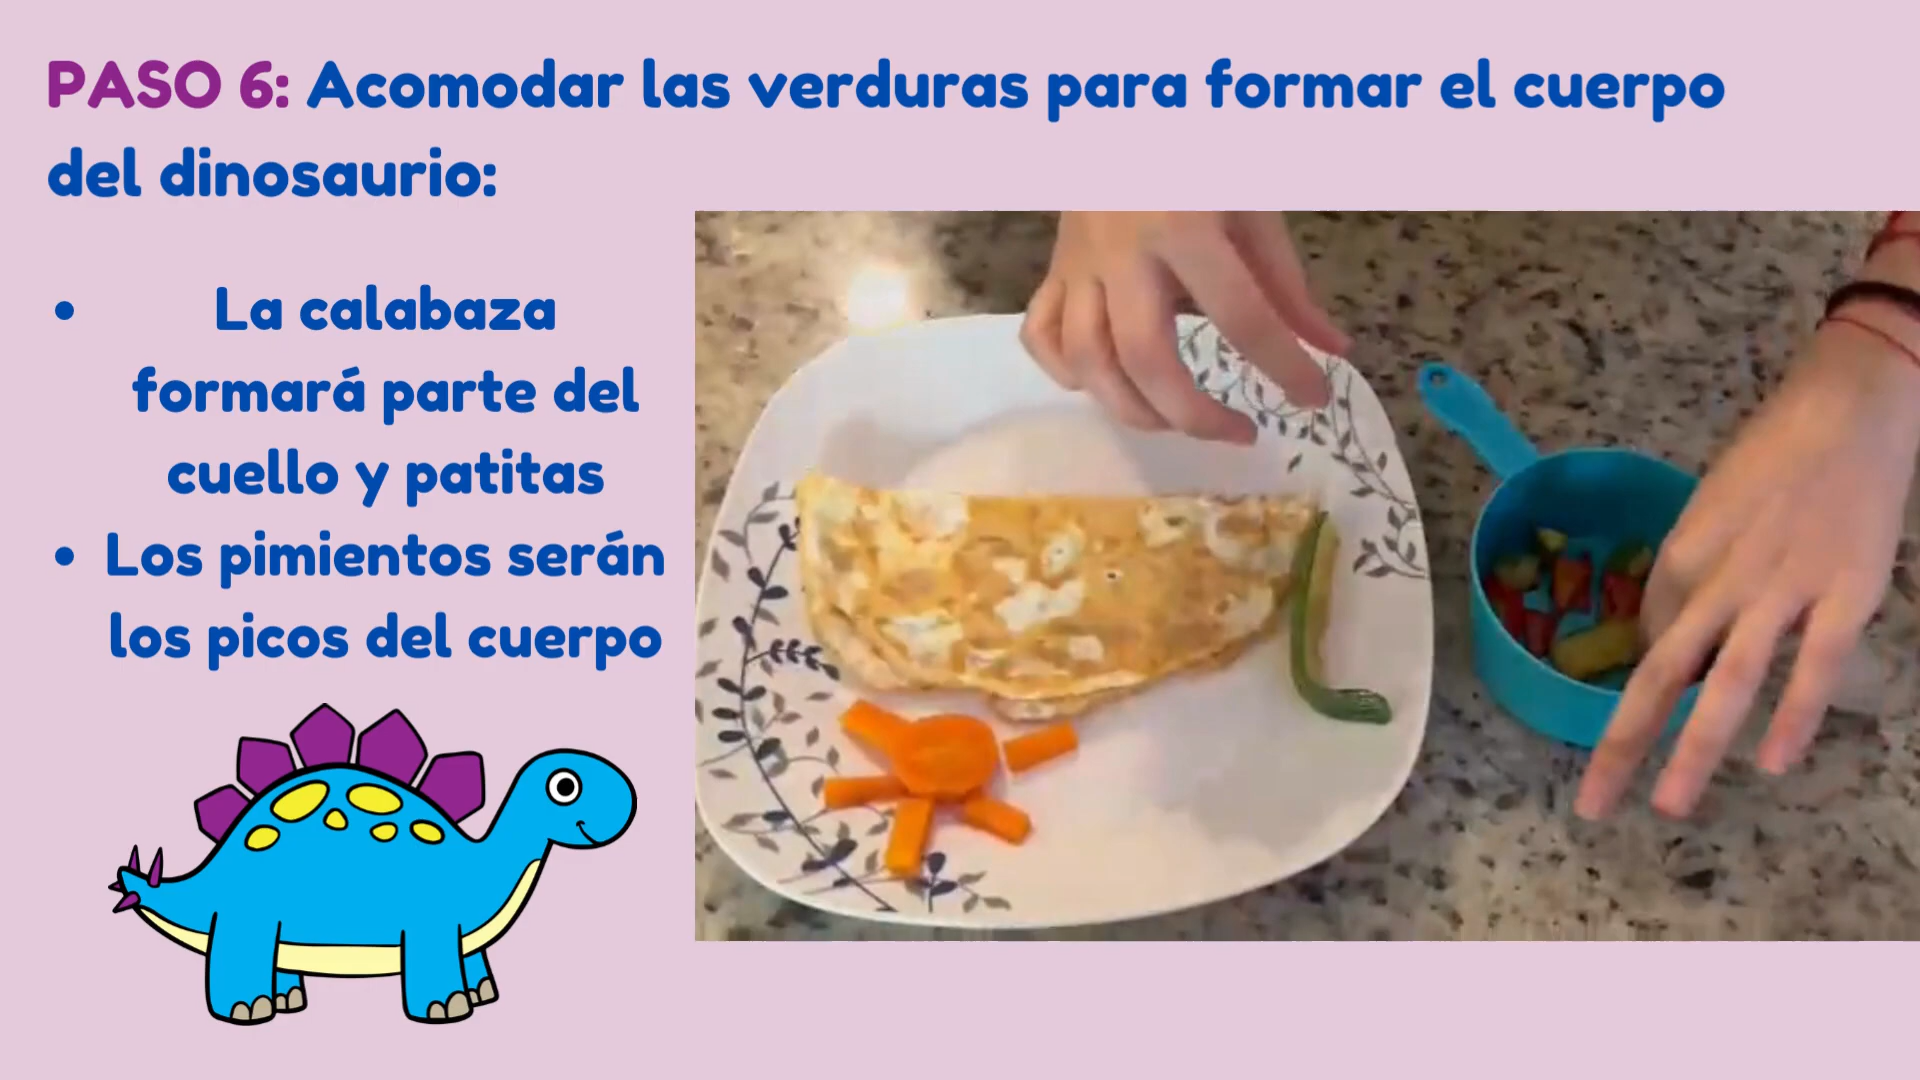 PASO 6: Acomodar las verduras para formar el cuerpo
del dinosaurio:
• La calabaza
formará parte del
cuello y patitas
• Los pimientos serán
los picos del cuerpo